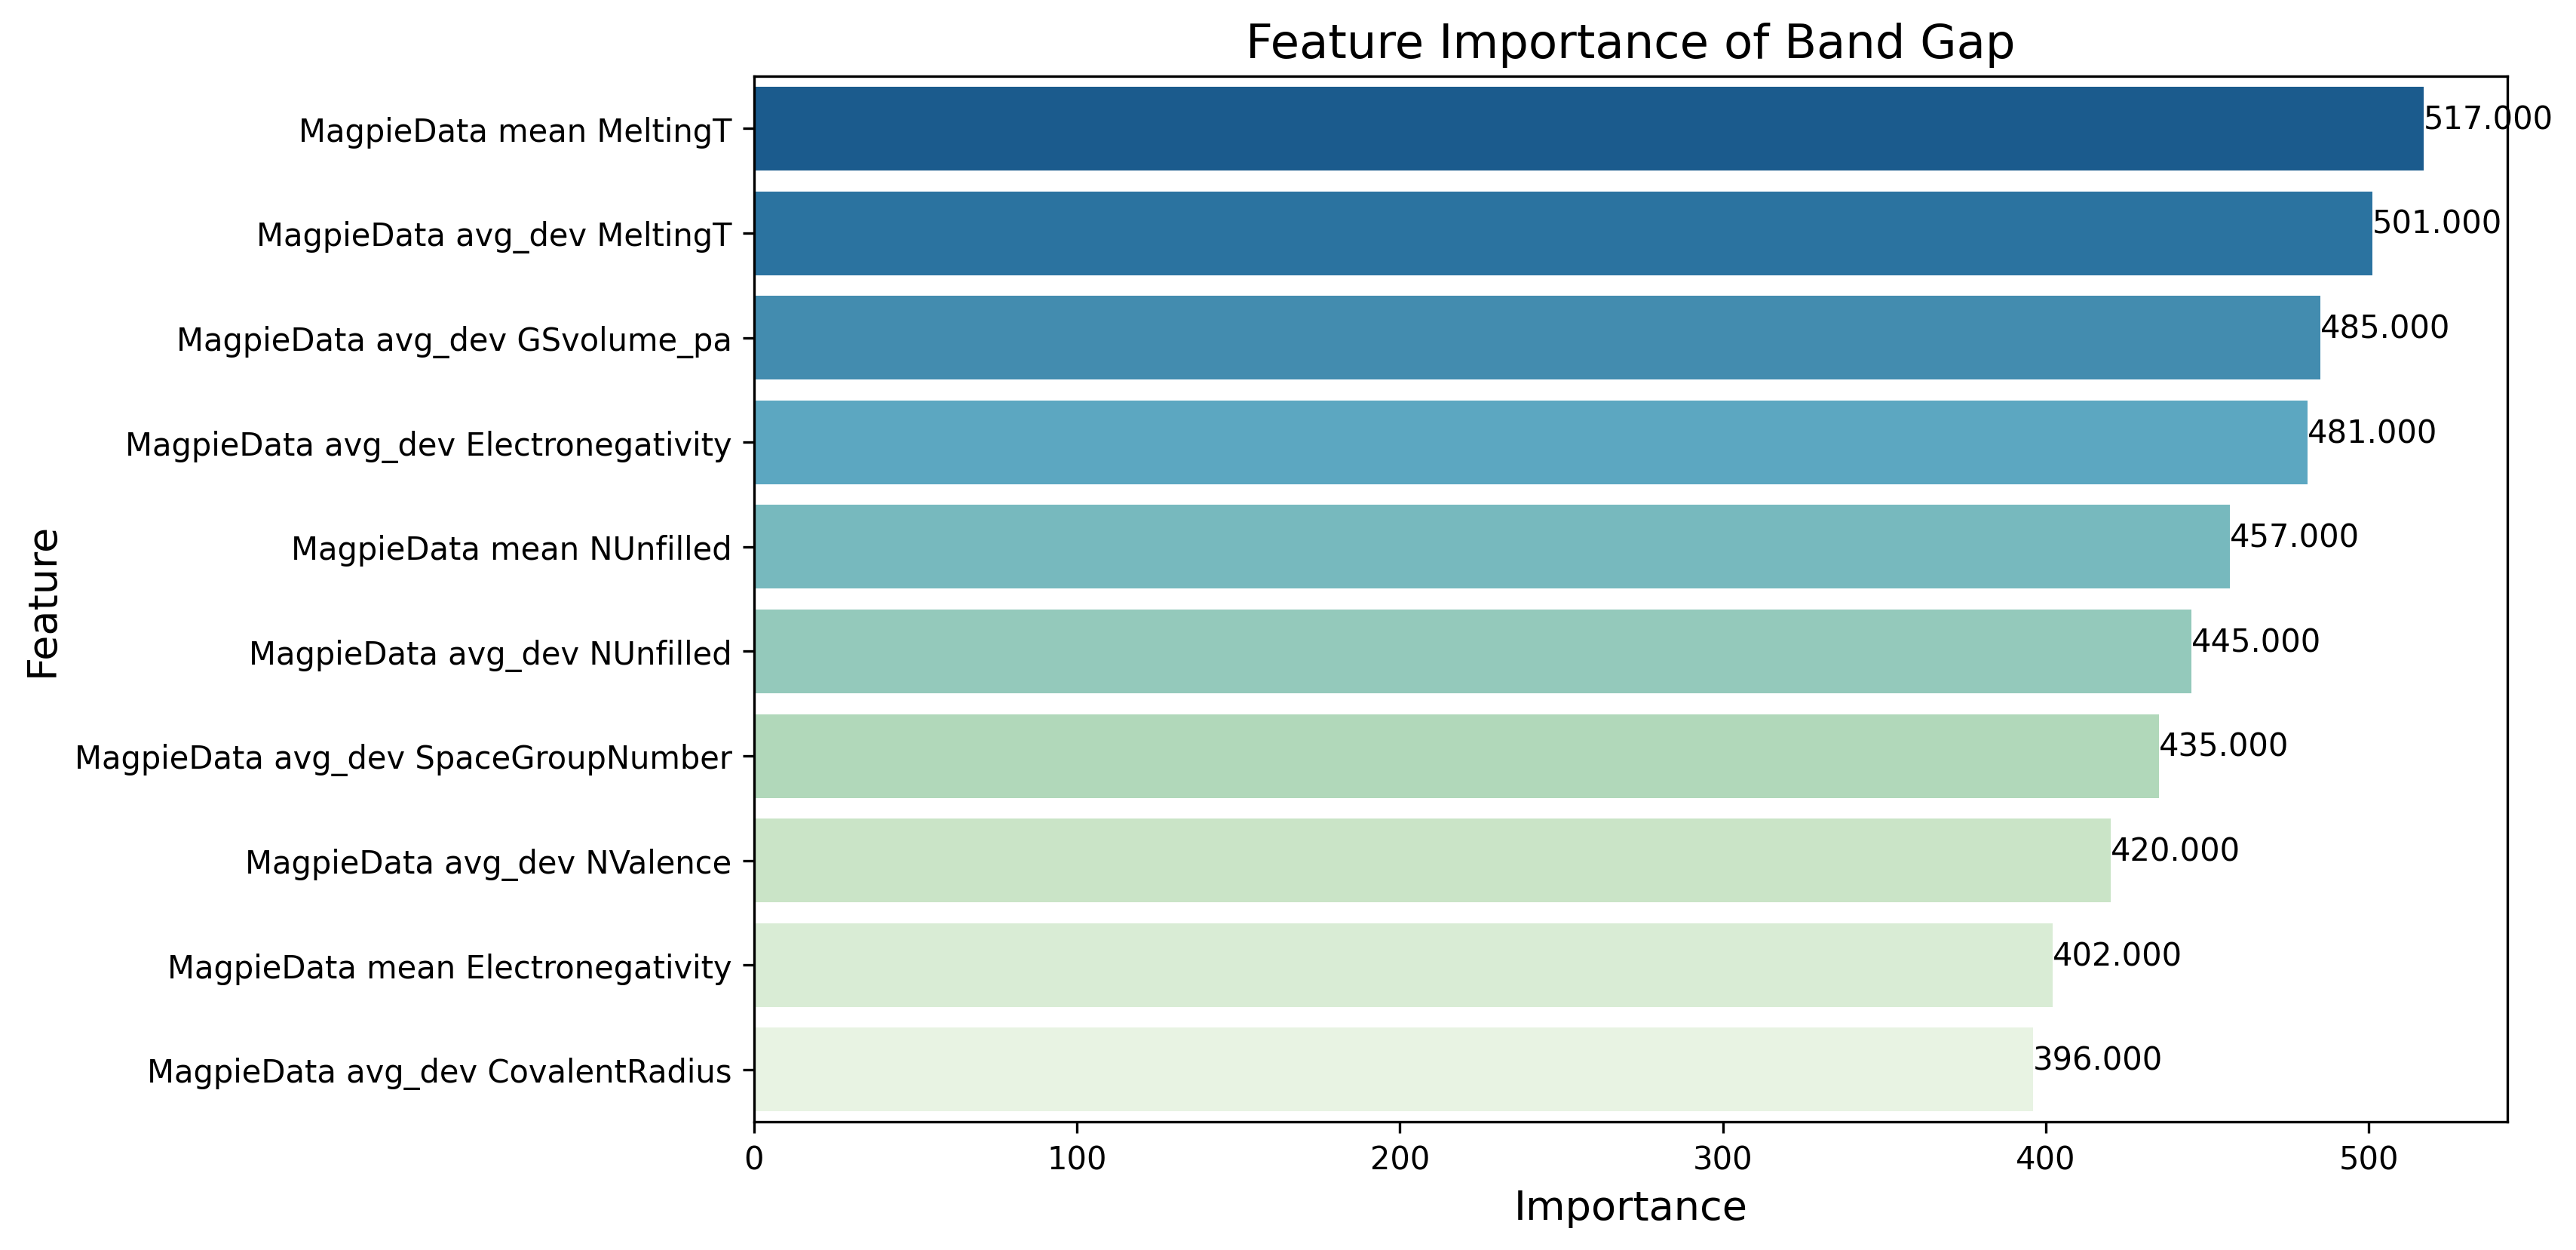 Feature Importance of Band Gap
MagpieData mean MeltingT 517.000
MagpieData avg_dev MeltingT 501.000
MagpieData avg_dev GSvolume_pa 485.000
MagpieData avg_dev Electronegativity 481.000
MagpieData mean NUnfilled 457.000
MagpieData avg_dev NUnfilled 445.000
MagpieData avg_dev SpaceGroupNumber 435.000
MagpieData avg_dev NValence 420.000
MagpieData mean Electronegativity 402.000
MagpieData avg_dev CovalentRadius 396.000
Feature
0 100 200 300 400 500
Importance